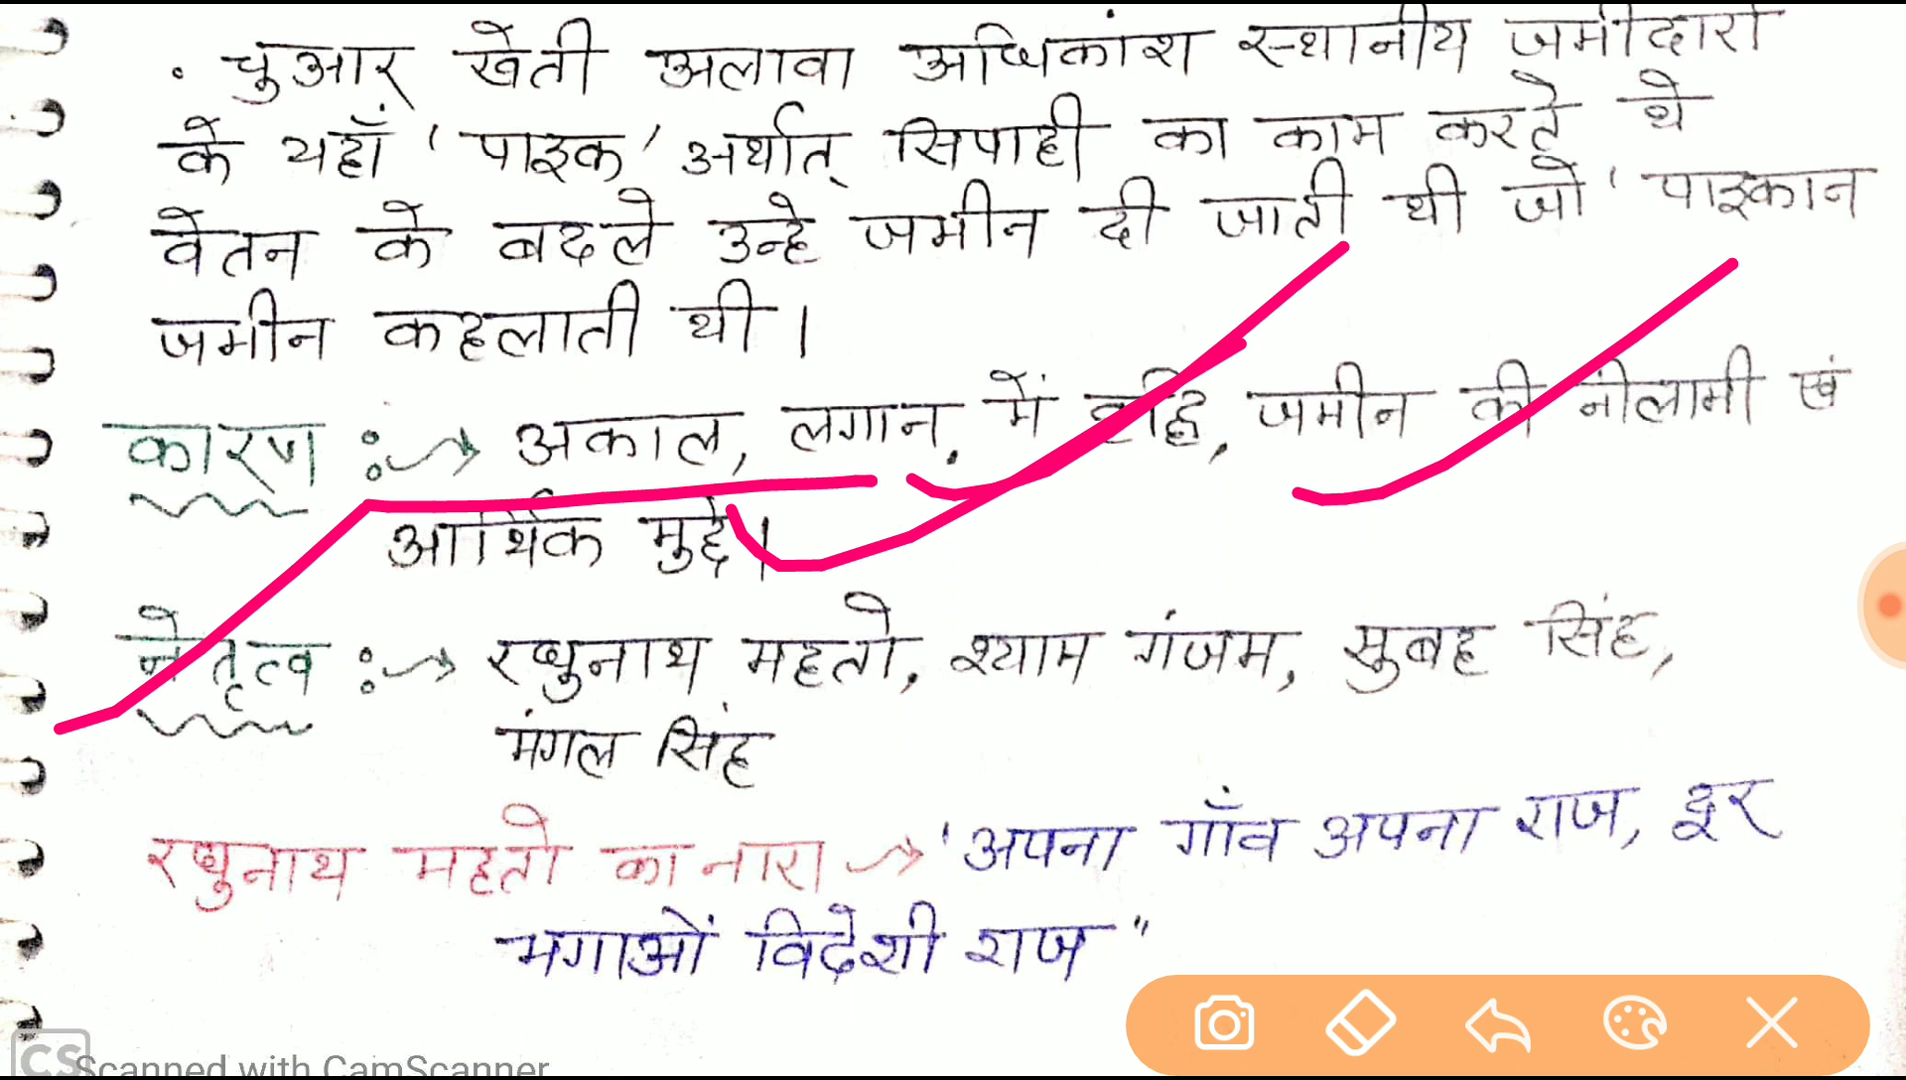 • चुआर खेती अलावा अधिकांश स्थानीय जमींदारो
के यहाँ 'पाइक' अर्थात् सिपाही का काम करते थे
वेतन के बदले उन्हे जमीन दी जाती थी जो 'पाइकान
जमीन कहलाती थी।
कारण :→ अकाल, लगान, में वृद्धि, जमीन की नीलामी एवं
आर्थिक मुद्दे।
नेतृत्व :→ रघुनाथ महतो, श्याम गंजम, सुबह सिंह,
मंगल सिंह
रघुनाथ महतो का नारा → 'अपना गाँव अपना राज, दूर
भगाओं विदेशी राज"
CS Scanned with CamScanner